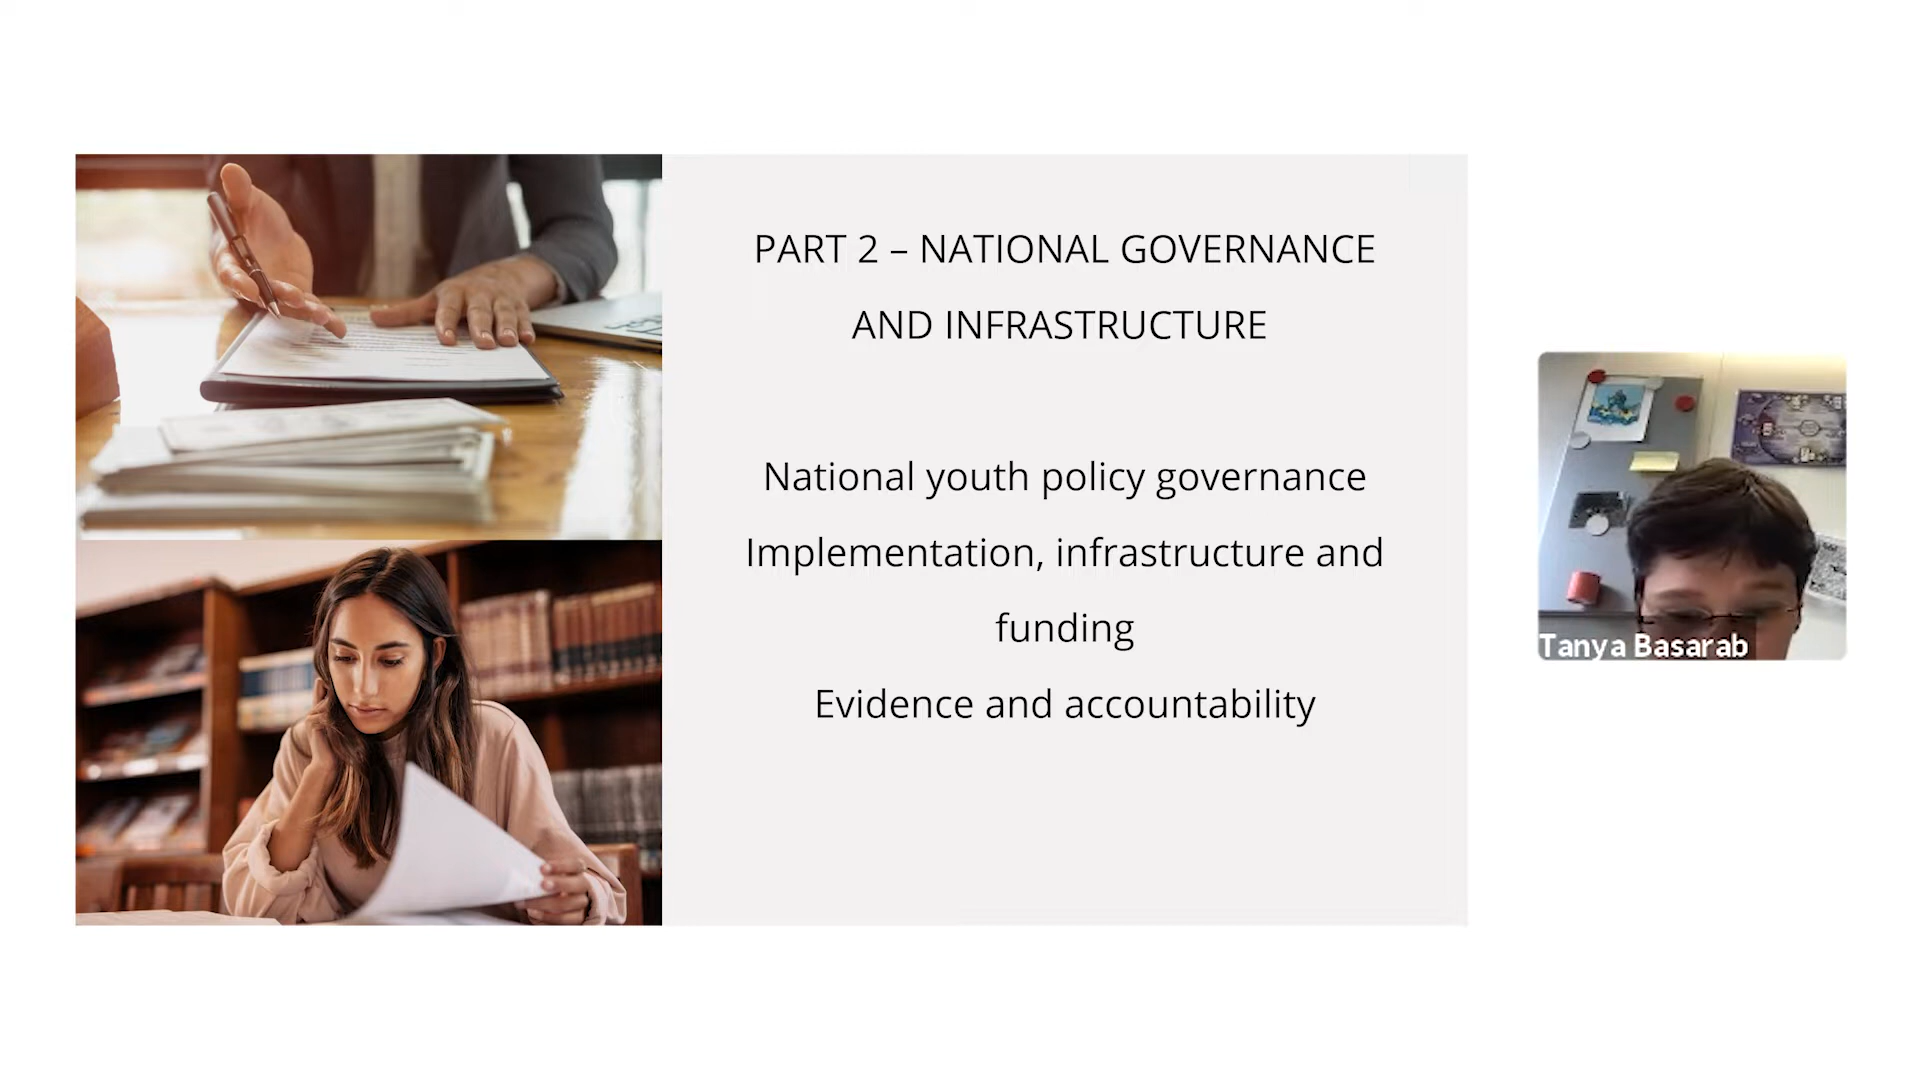 PART 2 – NATIONAL GOVERNANCE
AND INFRASTRUCTURE
National youth policy governance
Implementation, infrastructure and
funding
Evidence and accountability
Tanya Basarab